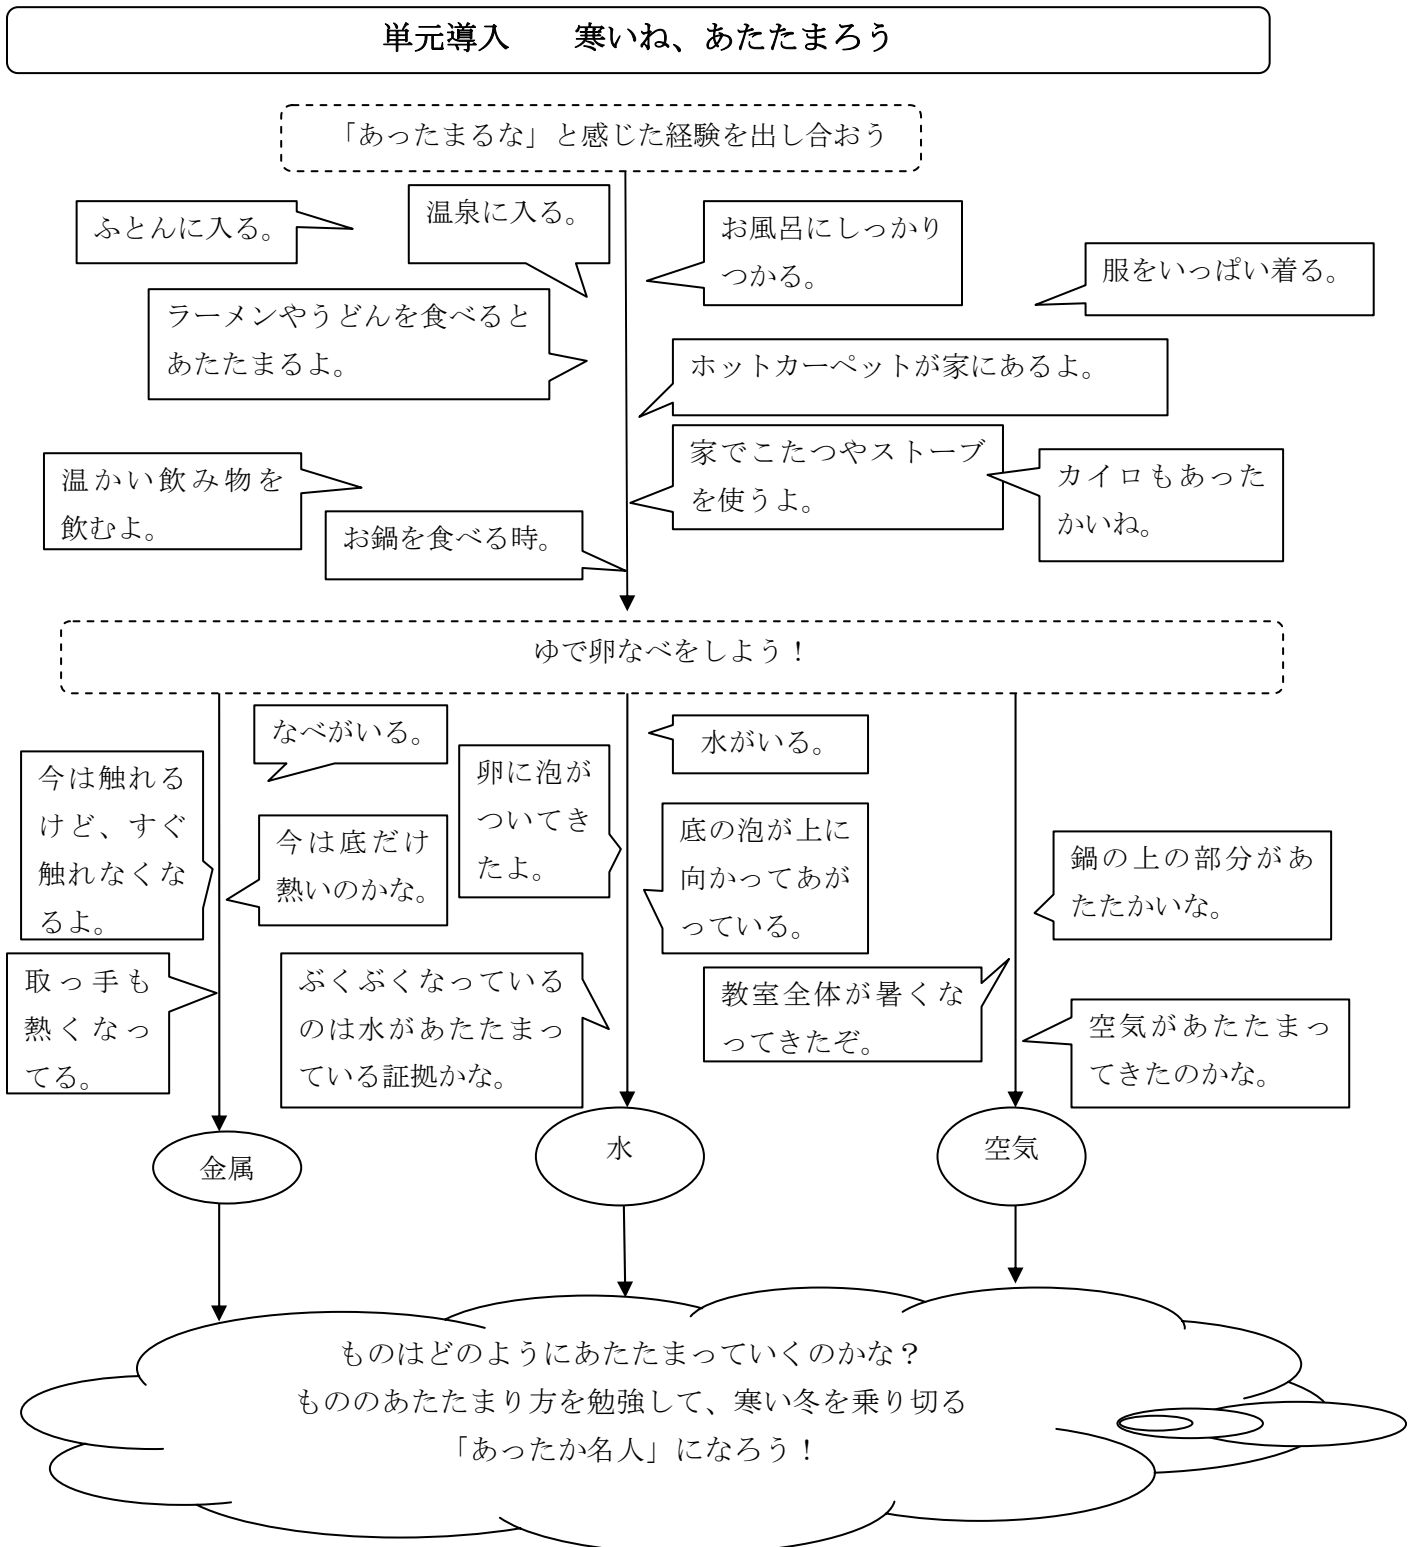 単元導入　　寒いね、あたたまろう
「あったまるな」と感じた経験を出し合おう
ふとんに入る。
温泉に入る。
お風呂にしっかり
つかる。
服をいっぱい着る。
ラーメンやうどんを食べると
あたたまるよ。
ホットカーペットが家にあるよ。
温かい飲み物を
飲むよ。
お鍋を食べる時。
家でこたつやストーブ
を使うよ。
カイロもあった
かいね。
ゆで卵なべをしよう！
なべがいる。
今は触れる
けど、すぐ
触れなくな
るよ。
今は底だけ
熱いのかな。
取っ手も
熱くなっ
てる。
卵に泡が
ついてき
たよ。
水がいる。
底の泡が上に
向かってあが
っている。
ぶくぶくなっている
のは水があたたまっ
ている証拠かな。
鍋の上の部分があ
たたかいな。
教室全体が暑くな
ってきたぞ。
空気があたたまっ
てきたのかな。
金属
水
空気
ものはどのようにあたたまっていくのかな？
もののあたたまり方を勉強して、寒い冬を乗り切る
「あったか名人」になろう！